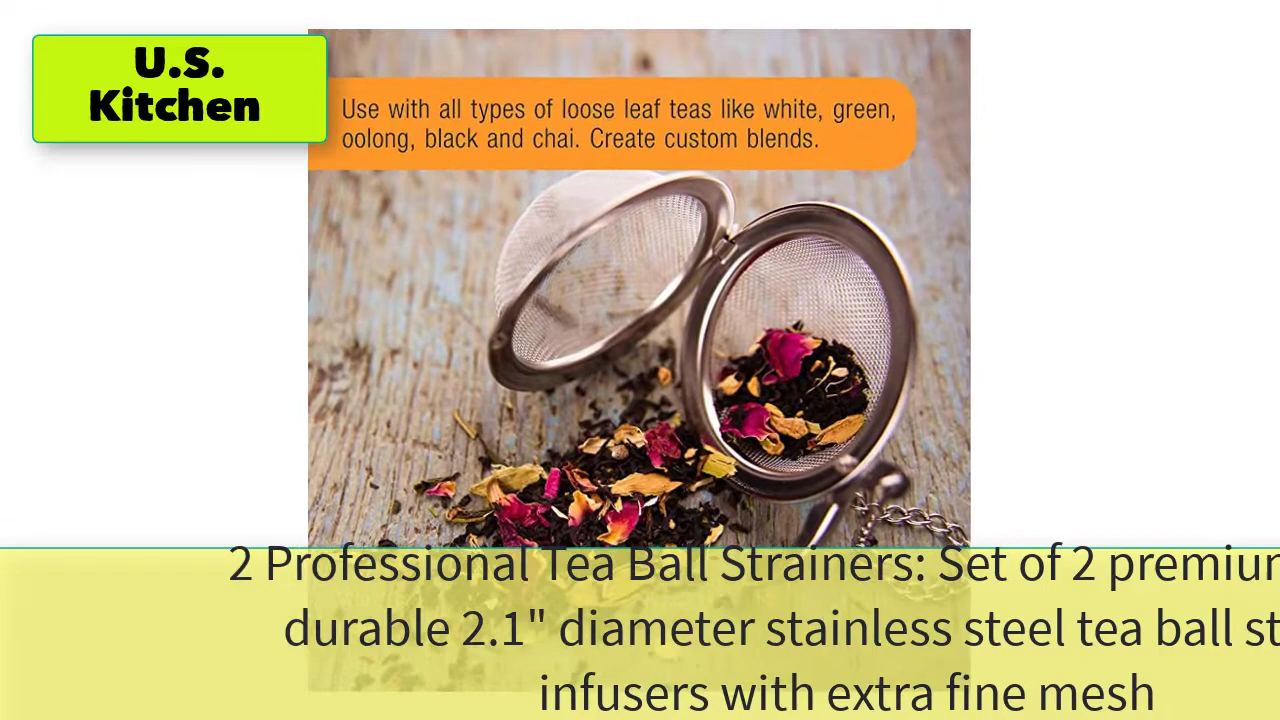 U.S.
Kitchen
Use with all types of loose leaf teas like white, green,
oolong, black and chai. Create custom blends.
2 Professional Tea Ball Strainers: Set of 2
durable 2.1" diameter stainless steel tea ball
infusers with extra fine mesh